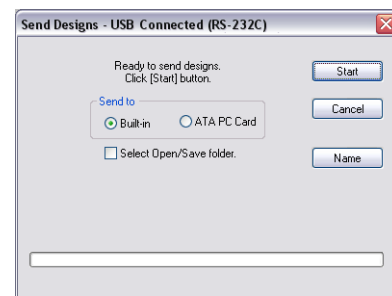 Send Designs - USB Connected (RS-232C)
Ready to send designs.
Click [Start] button.
Start
Send to
Built-in
ATA PC Card
Cancel
Select Open/Save folder.
Name